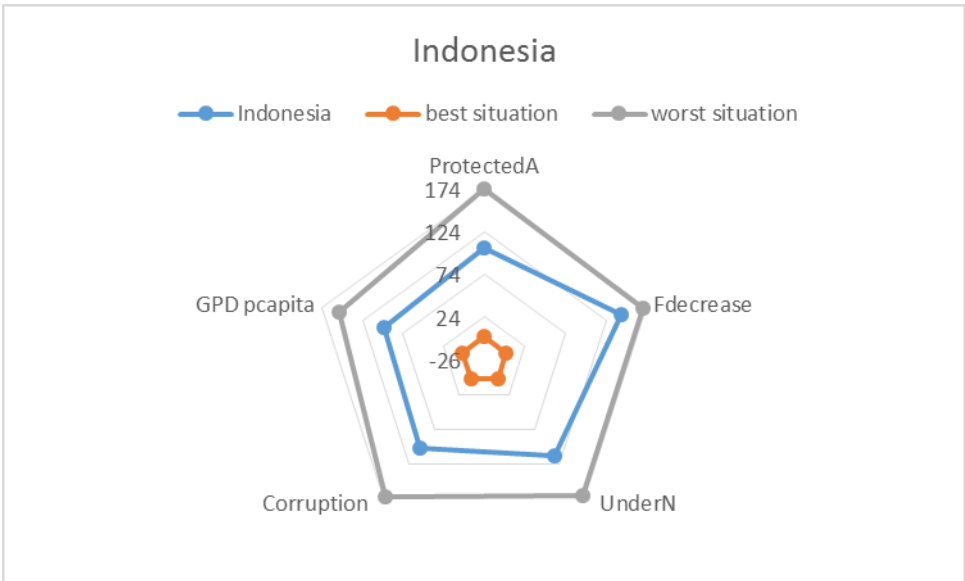 Indonesia
Indonesia best situation worst situation
ProtectedA
174
124
74
GPD pcapita Fdecrease
24
-26
Corruption UnderN